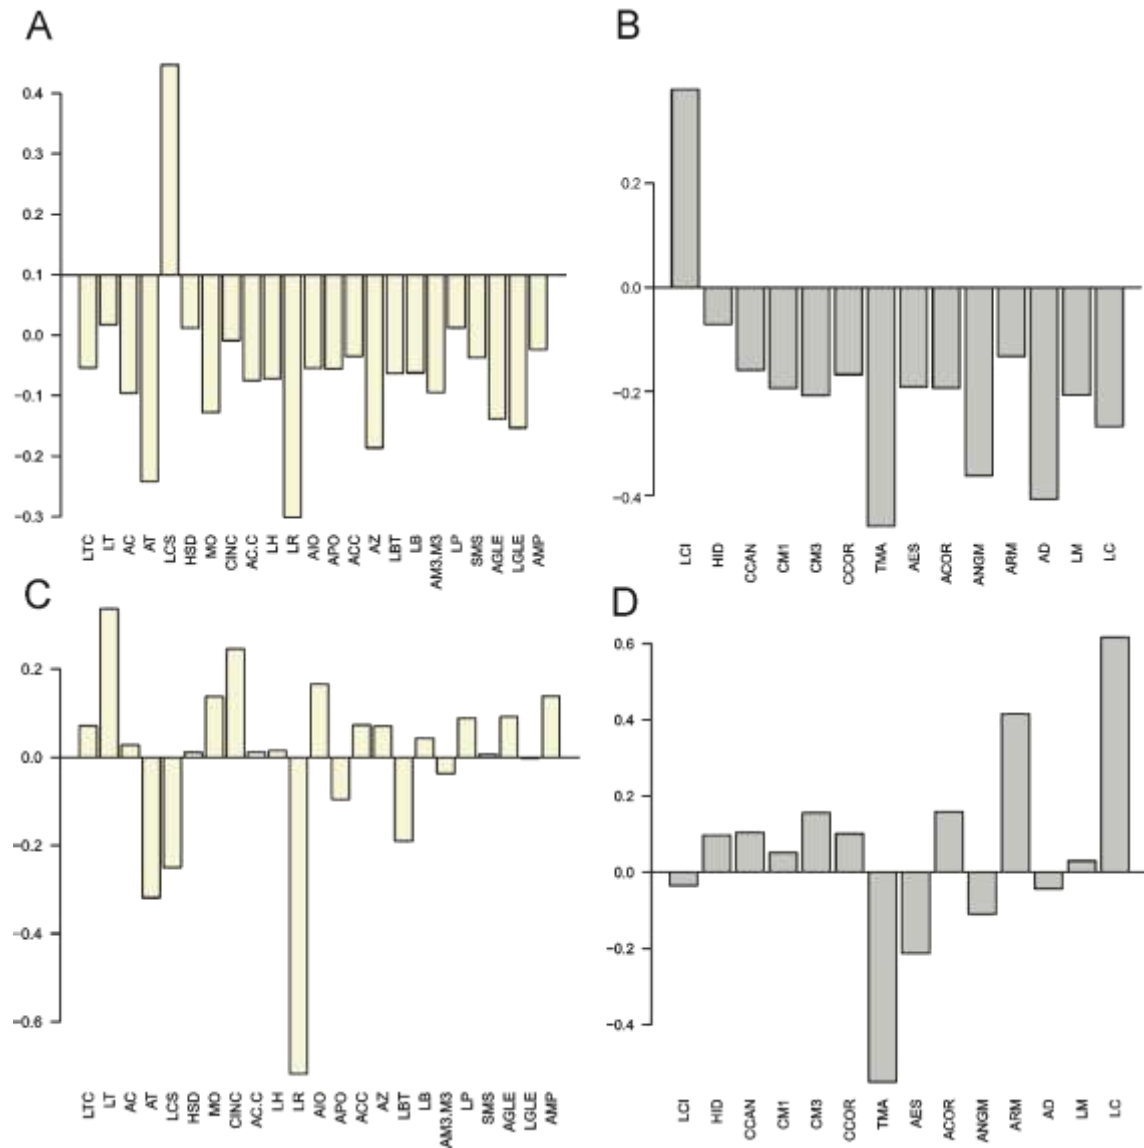 A
0.4
0.3
0.2
0.1
0.0
−0.1
−0.2
−0.3
LTC LT AC AT LCS HSD MO CINC AC.C LH LR AIO APO ACC AZ LBT LB AM3.M3 LP SMS AGLE LGLE AMP
B
0.2
0.0
−0.2
−0.4
LCI HID CCAN CM1 CM3 CCOR TMA AES ACOR ANGM ARM AD LM LC
C
0.2
0.0
−0.2
−0.4
−0.6
LTC LT AC AT LCS HSD MO CINC AC.C LH LR AIO APO ACC AZ LBT LB AM3.M3 LP SMS AGLE LGLE AMP
D
0.6
0.4
0.2
0.0
−0.2
−0.4
LCI HID CCAN CM1 CM3 CCOR TMA AES ACOR ANGM ARM AD LM LC